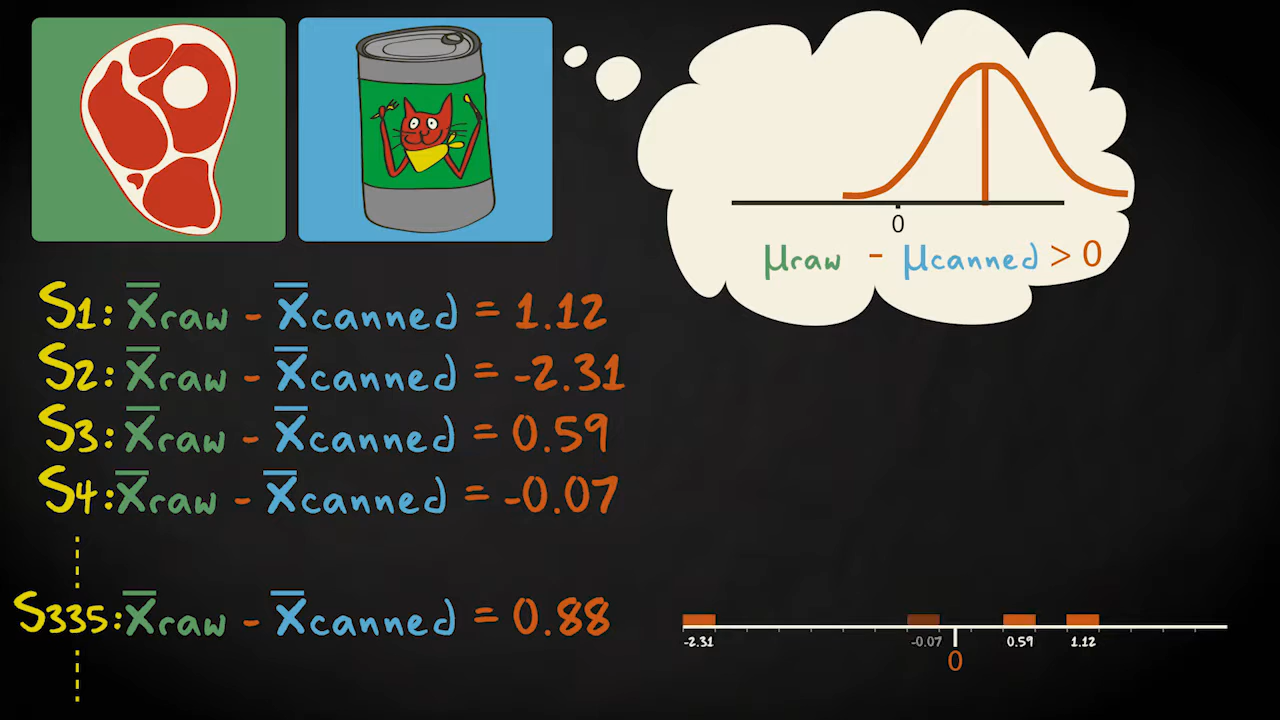 0
μraw - μcanned > 0
S1: x̄raw - x̄canned = 1.12
S2: x̄raw - x̄canned = -2.31
S3: x̄raw - x̄canned = 0.59
S4: x̄raw - x̄canned = -0.07
S335: x̄raw - x̄canned = 0.88
-2.31 -0.07 0.59 1.12
0